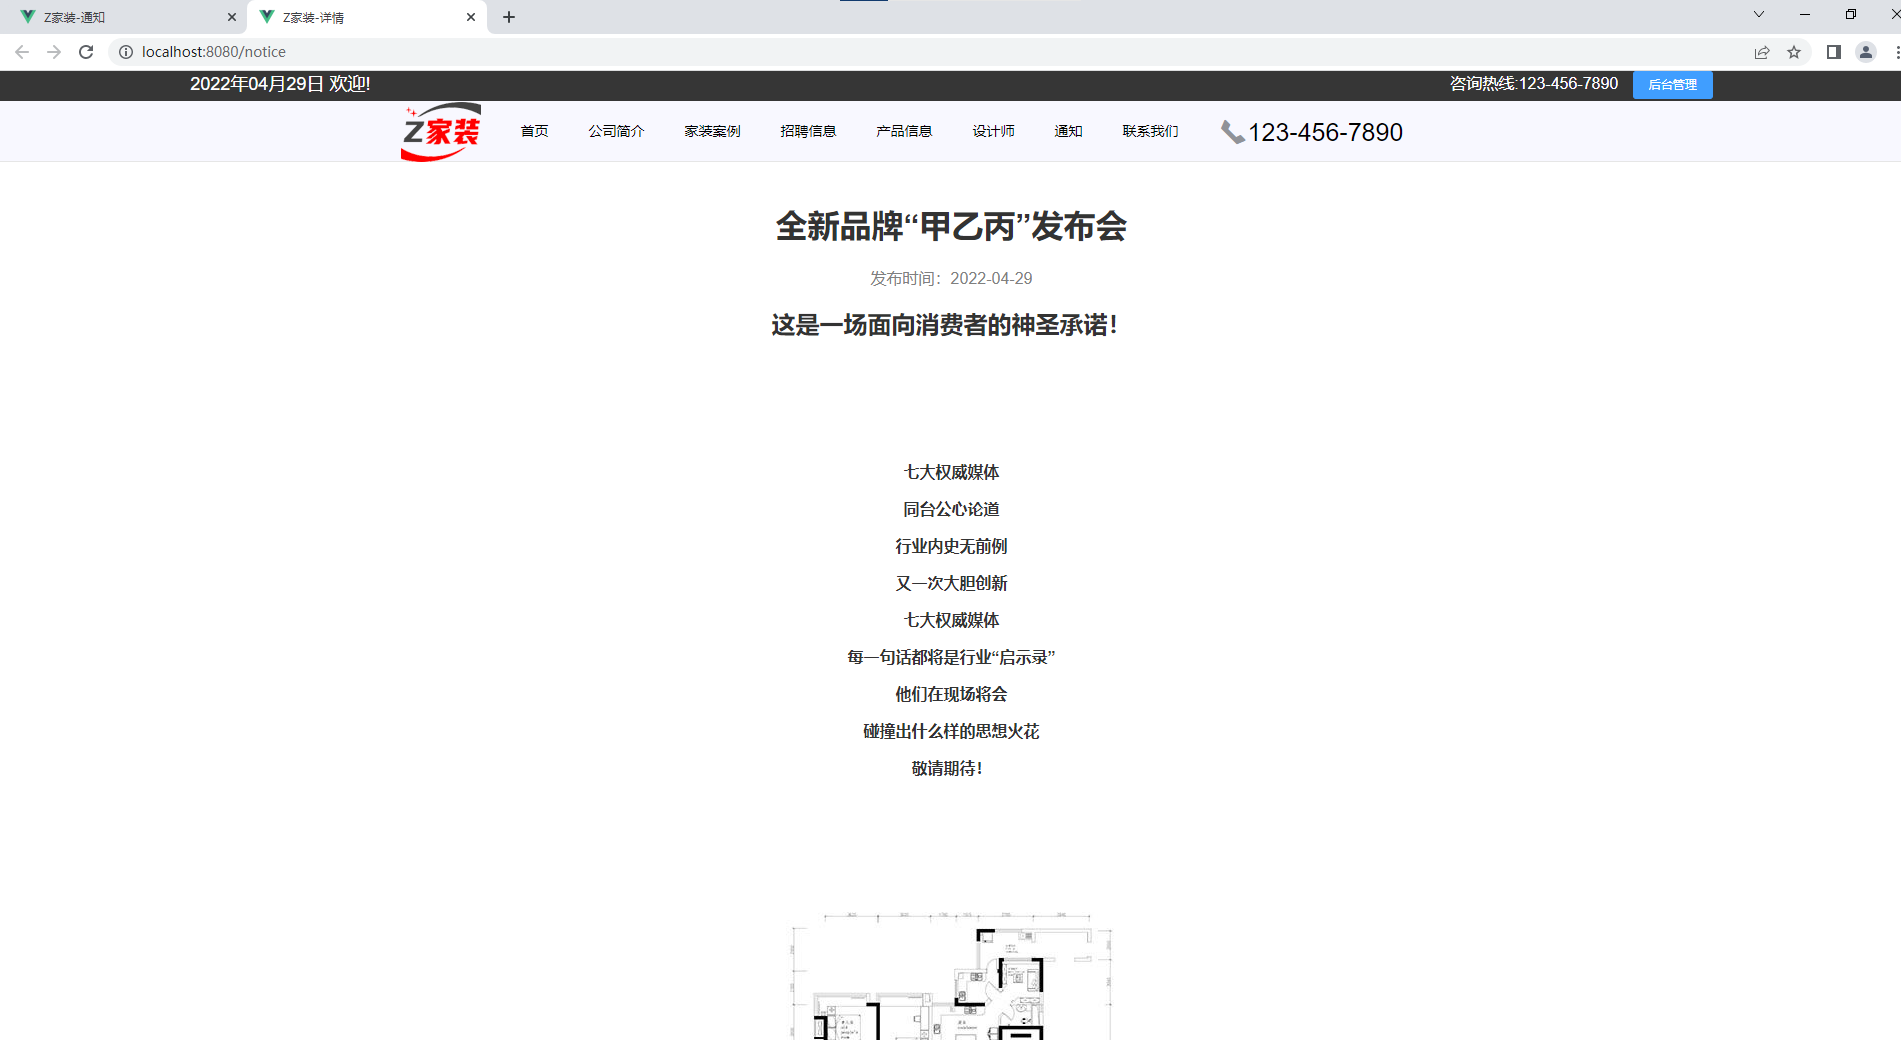 Z家装-通知
Z家装-详情
localhost:8080/notice
2022年04月29日 欢迎!
咨询热线:123-456-7890
后台管理
Z家装
首页
公司简介
家装案例
招聘信息
产品信息
设计师
通知
联系我们
123-456-7890
全新品牌“甲乙丙”发布会
发布时间：2022-04-29
这是一场面向消费者的神圣承诺！
七大权威媒体
同台公心论道
行业内史无前例
又一次大胆创新
七大权威媒体
每一句话都将是行业“启示录”
他们在现场将会
碰撞出什么样的思想火花
敬请期待！